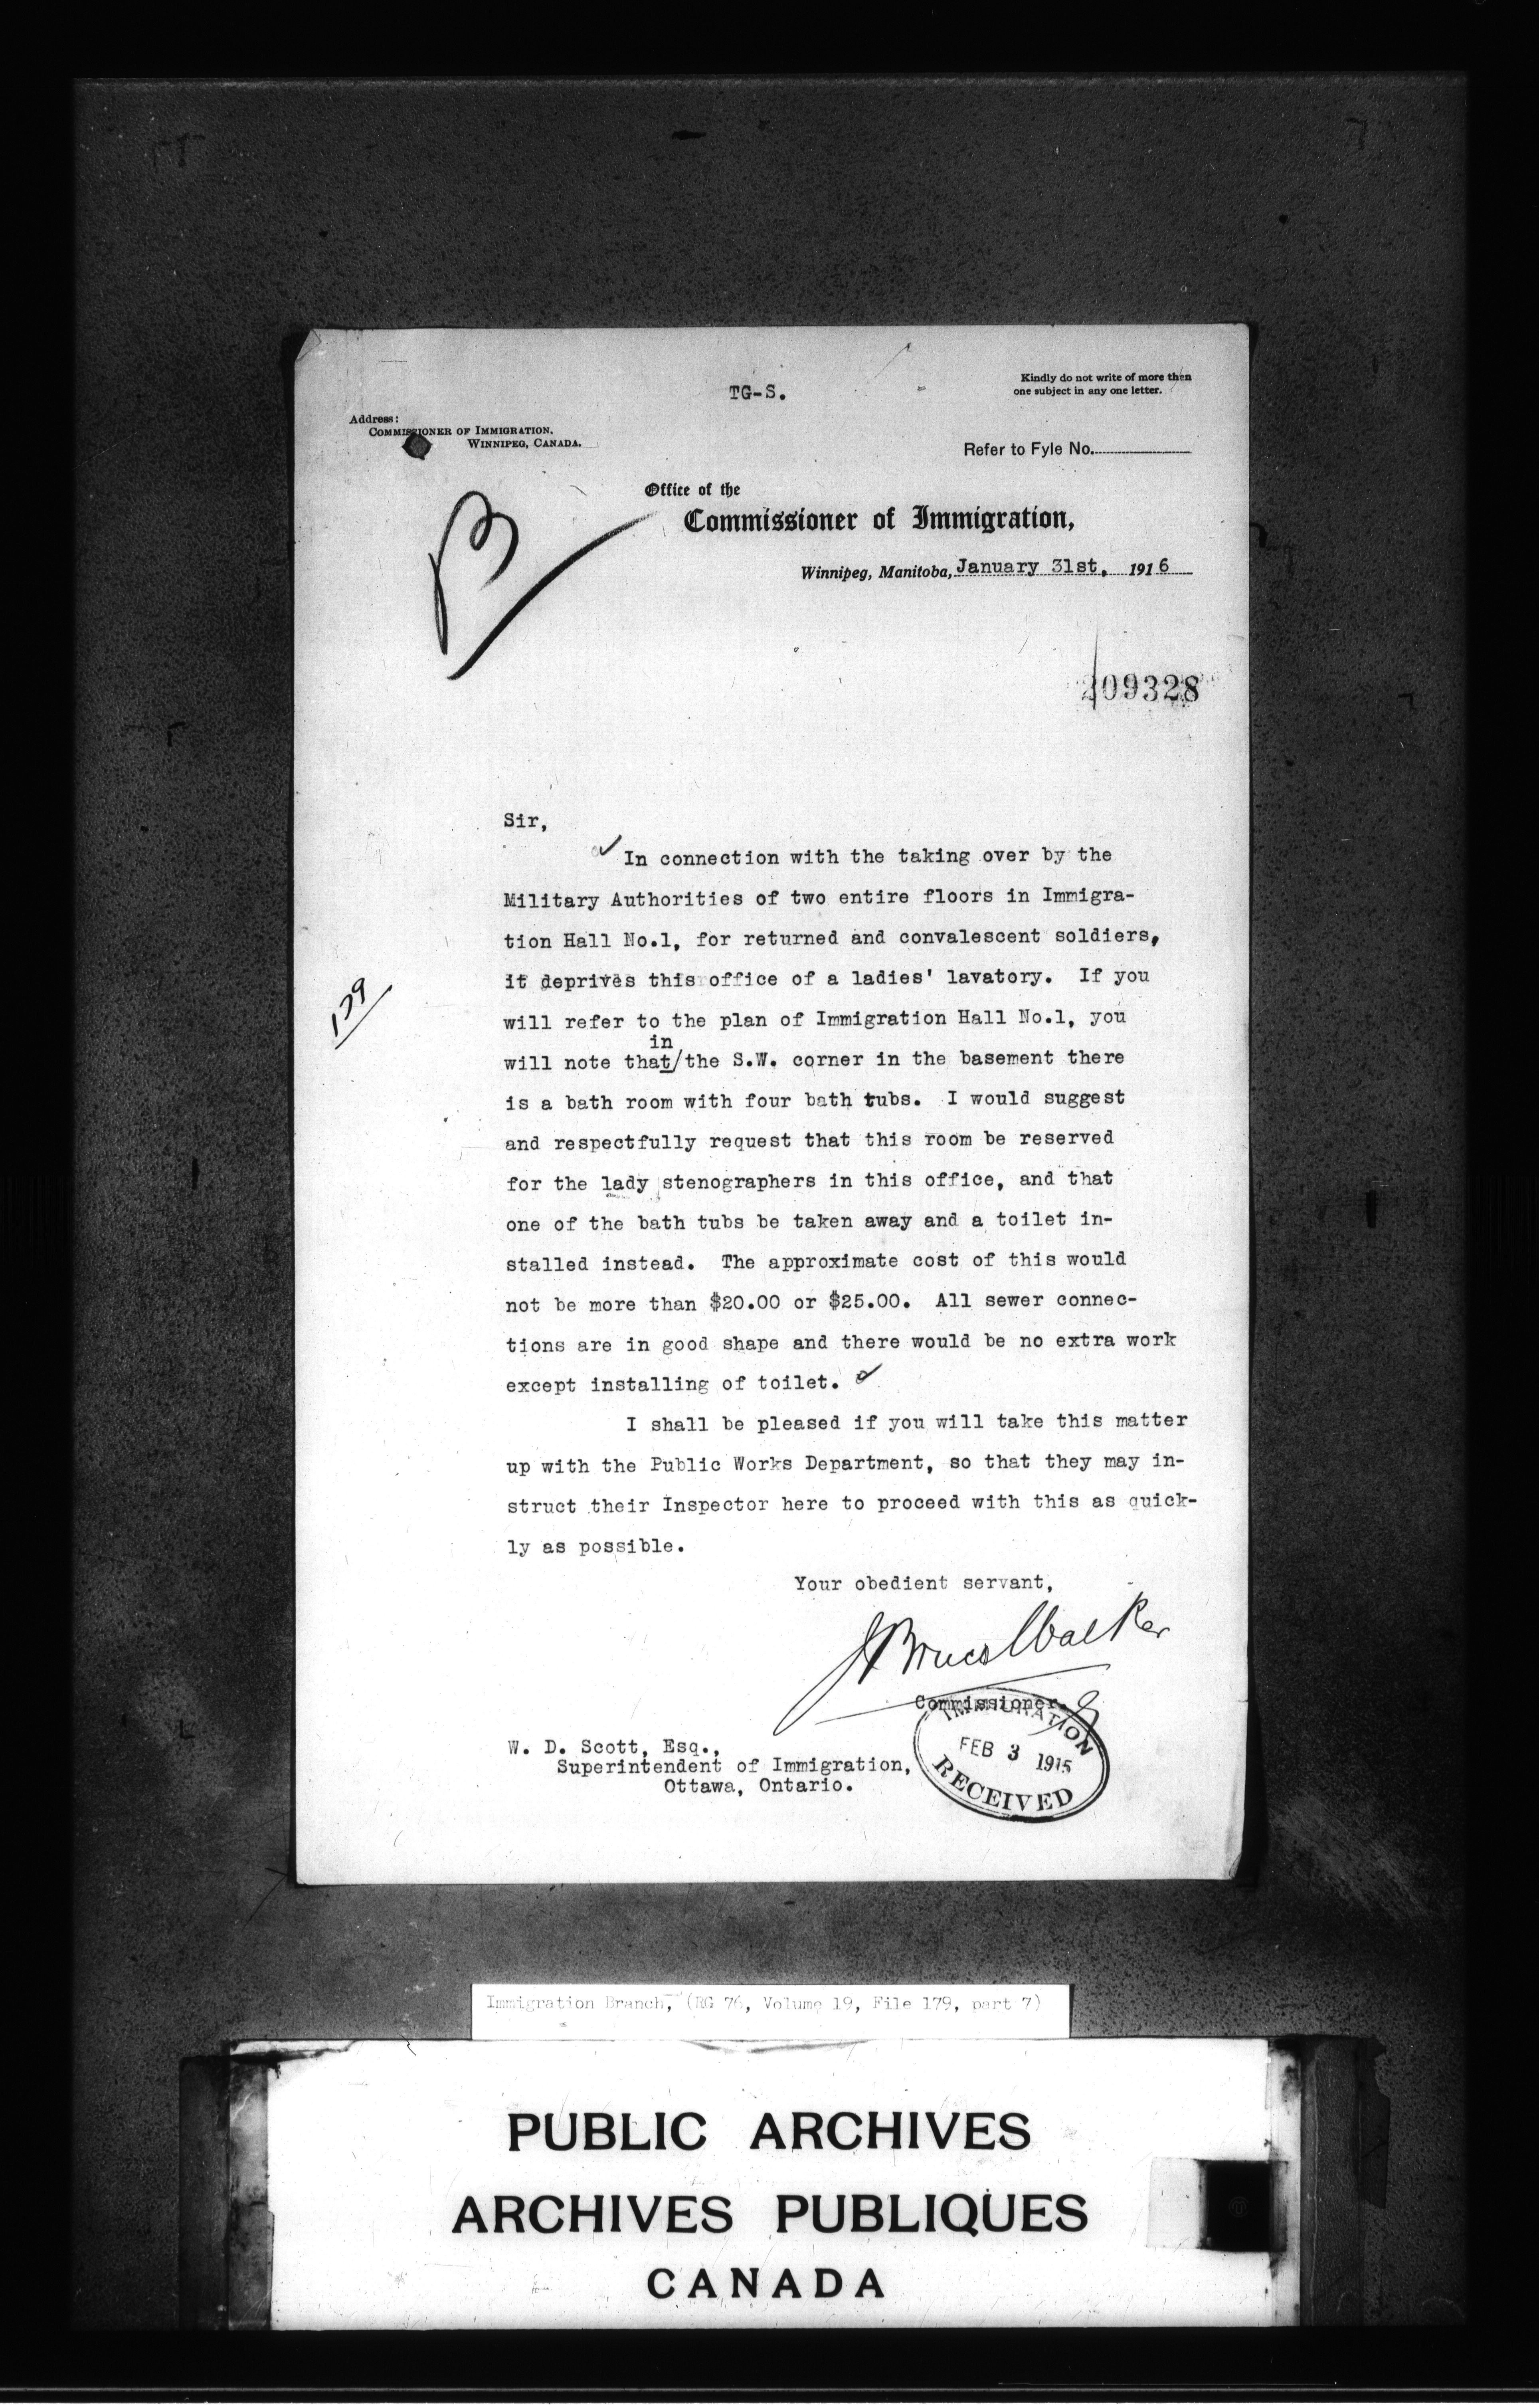 TG-S.
Kindly do not write of more then
one subject in any one letter.
Address:
COMMISSIONER OF IMMIGRATION.
WINNIPEG, CANADA.
Refer to Fyle No.
Office of the
Commissioner of Immigration,
Winnipeg, Manitoba, January 31st, 1916
209328
Sir,
In connection with the taking over by the
Military Authorities of two entire floors in Immigra-
tion Hall No.1, for returned and convalescent soldiers,
it deprives this office of a ladies' lavatory. If you
179
will refer to the plan of Immigration Hall No.1, you
in
will note that/the S.W. corner in the basement there
is a bath room with four bath tubs. I would suggest
and respectfully request that this room be reserved
for the lady stenographers in this office, and that
one of the bath tubs be taken away and a toilet in-
stalled instead. The approximate cost of this would
not be more than $20.00 or $25.00. All sewer connec-
tions are in good shape and there would be no extra work
except installing of toilet.
I shall be pleased if you will take this matter
up with the Public Works Department, so that they may in-
struct their Inspector here to proceed with this as quick-
ly as possible.
Your obedient servant,
J Bruce Walker
Commissioner.
IMMIGRATION
FEB 3 1915
RECEIVED
W. D. Scott, Esq.,
Superintendent of Immigration,
Ottawa, Ontario.
Immigration Branch, (RG 76, Volume 19, File 179, part 7)
PUBLIC ARCHIVES
ARCHIVES PUBLIQUES
CANADA